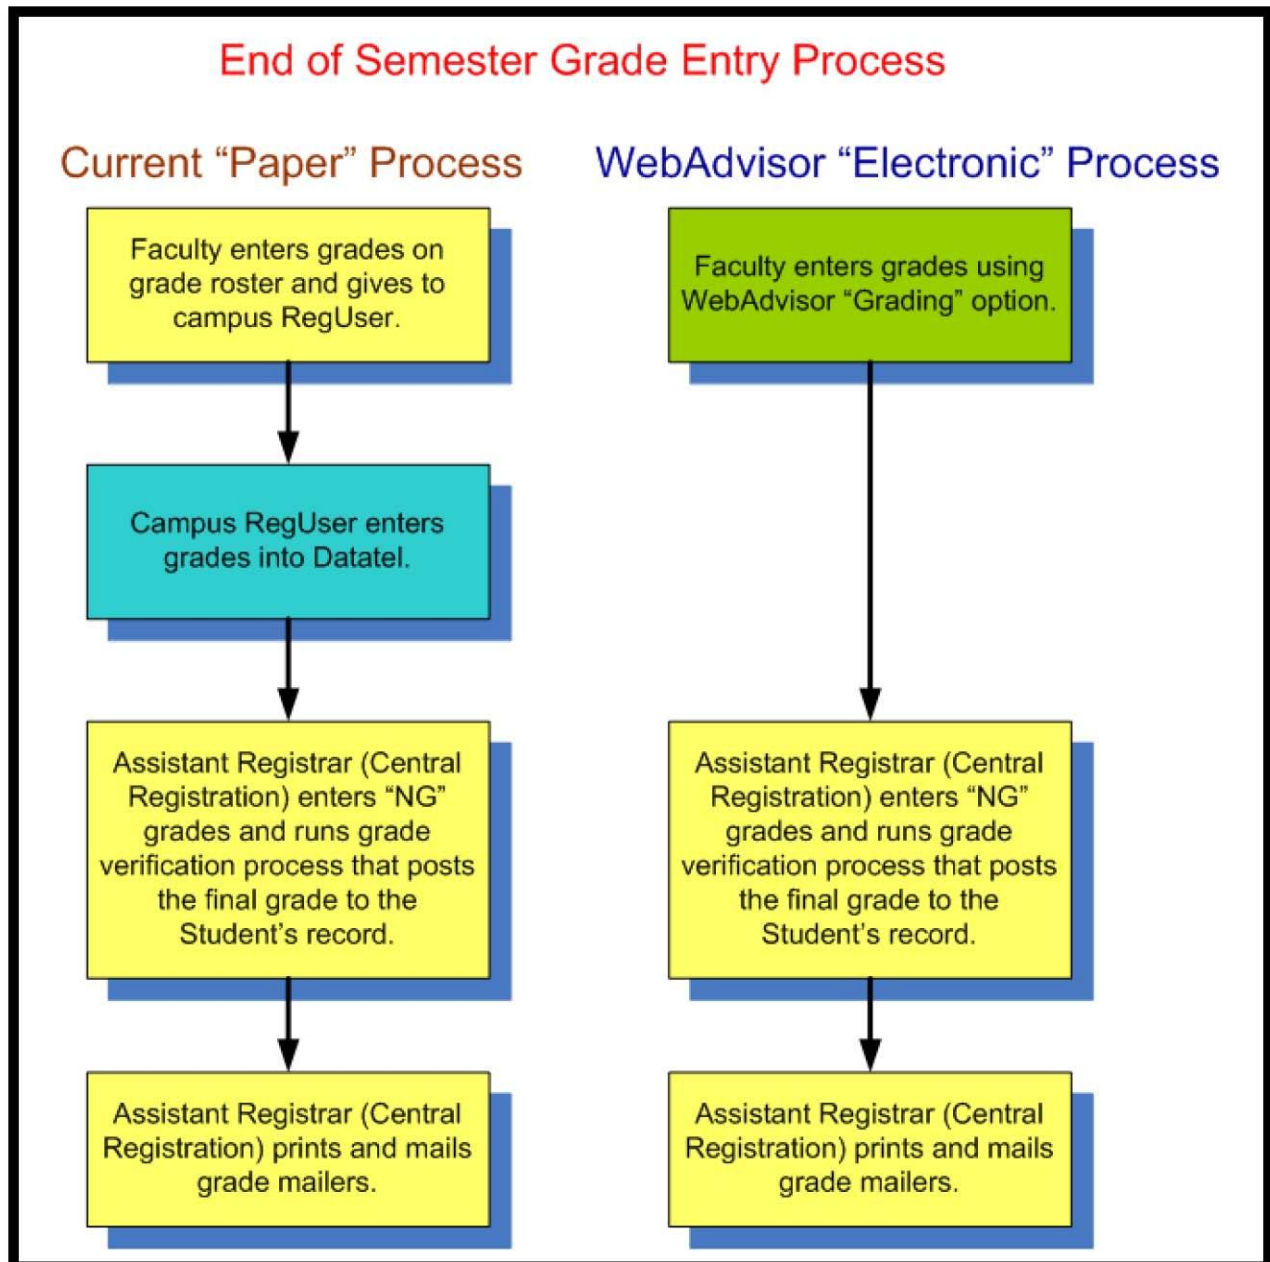 End of Semester Grade Entry Process
Current “Paper” Process
Faculty enters grades on
grade roster and gives to
campus RegUser.
Campus RegUser enters
grades into Datatel.
Assistant Registrar (Central
Registration) enters “NG”
grades and runs grade
verification process that posts
the final grade to the
Student’s record.
Assistant Registrar (Central
Registration) prints and mails
grade mailers.
WebAdvisor “Electronic” Process
Faculty enters grades using
WebAdvisor “Grading” option.
Assistant Registrar (Central
Registration) enters “NG”
grades and runs grade
verification process that posts
the final grade to the
Student’s record.
Assistant Registrar (Central
Registration) prints and mails
grade mailers.